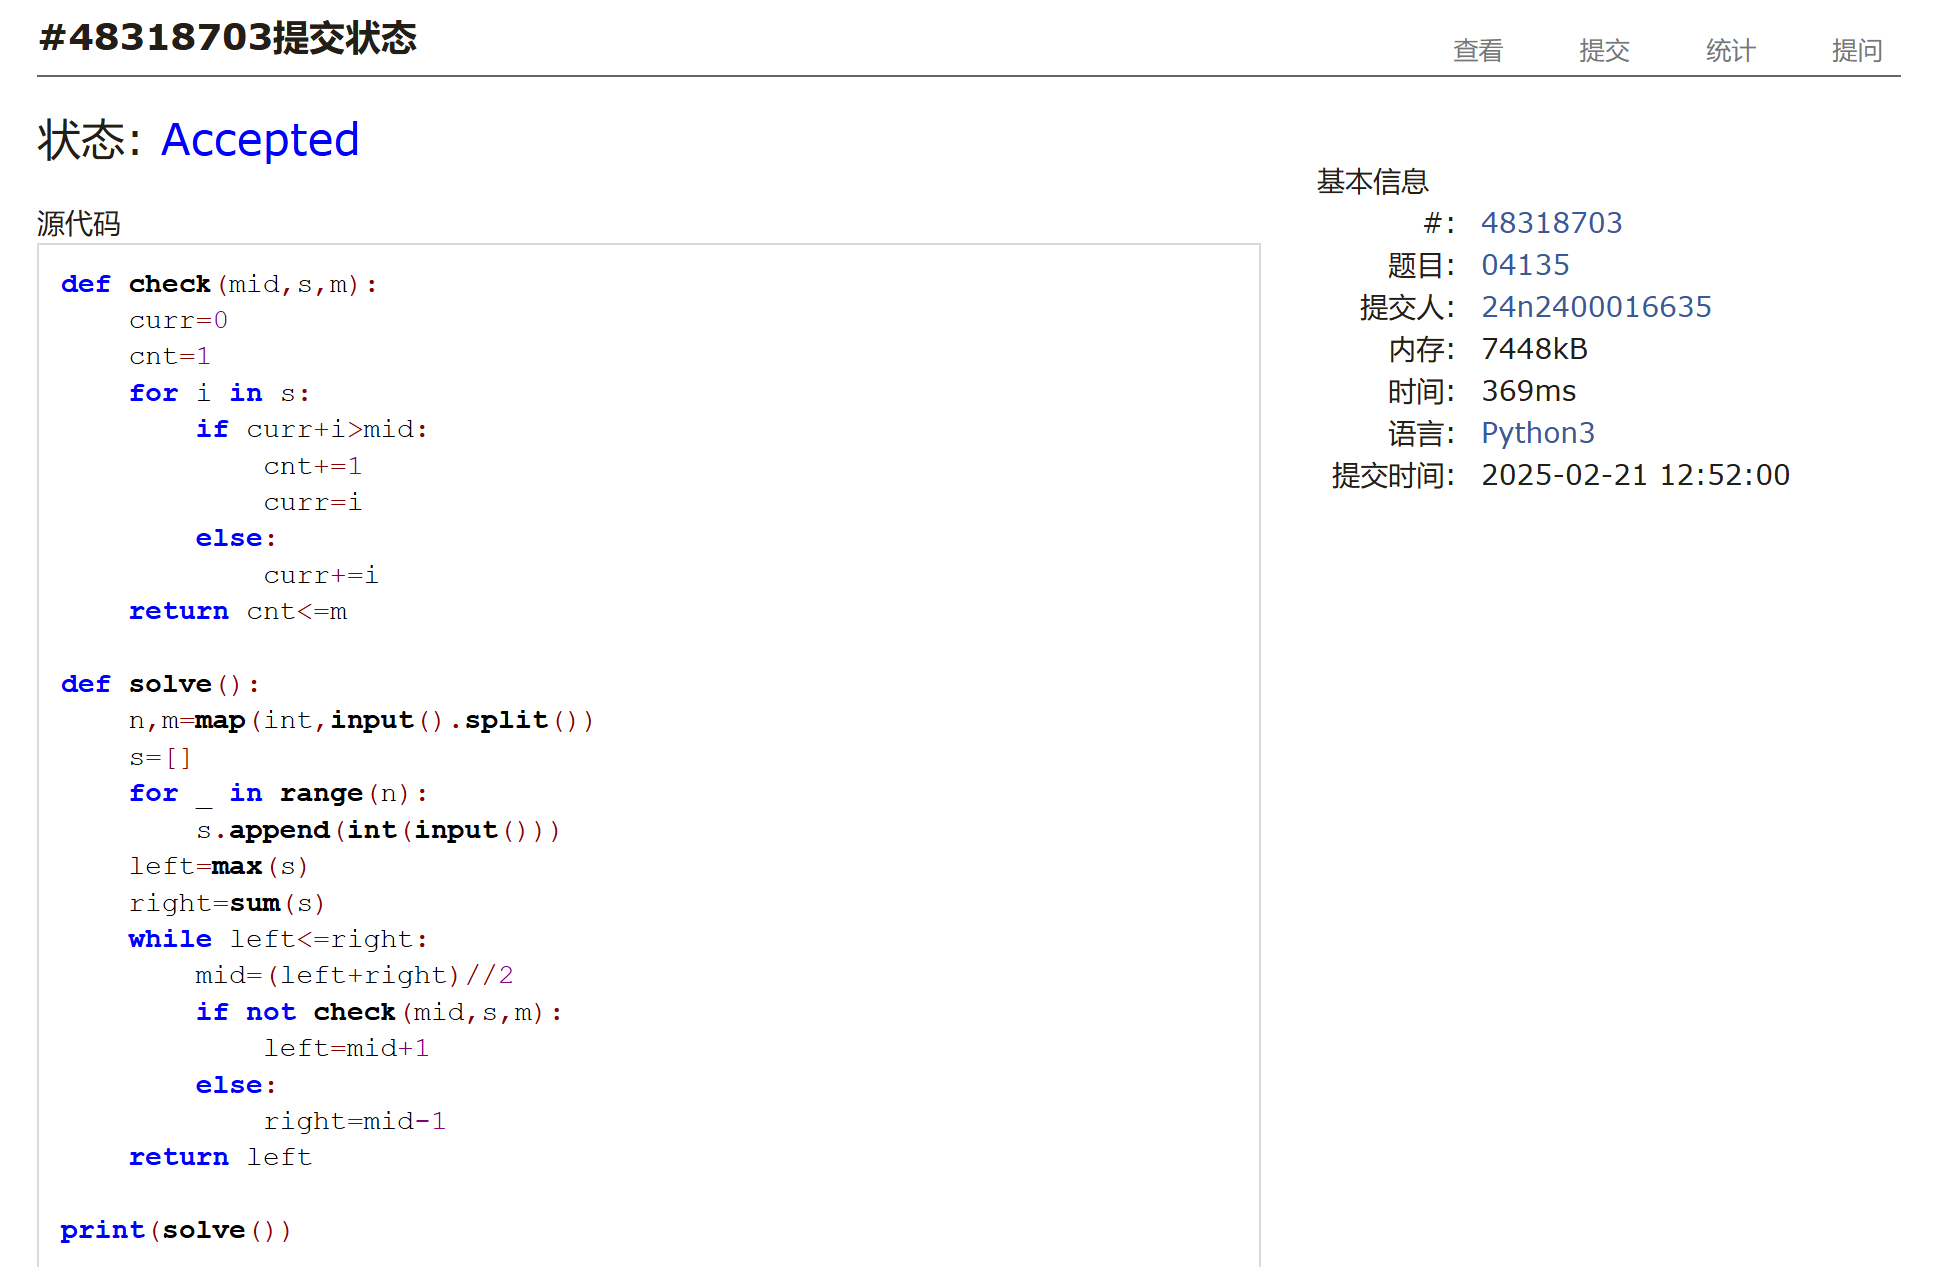 #48318703提交状态
查看 提交 统计 提问
状态: Accepted
源代码
def check(mid,s,m):
    curr=0
    cnt=1
    for i in s:
        if curr+i>mid:
            cnt+=1
            curr=i
        else:
            curr+=i
    return cnt<=m

def solve():
    n,m=map(int,input().split())
    s=[]
    for _ in range(n):
        s.append(int(input()))
    left=max(s)
    right=sum(s)
    while left<=right:
        mid=(left+right)//2
        if not check(mid,s,m):
            left=mid+1
        else:
            right=mid-1
    return left

print(solve())
基本信息
#: 48318703
题目: 04135
提交人: 24n2400016635
内存: 7448kB
时间: 369ms
语言: Python3
提交时间: 2025-02-21 12:52:00